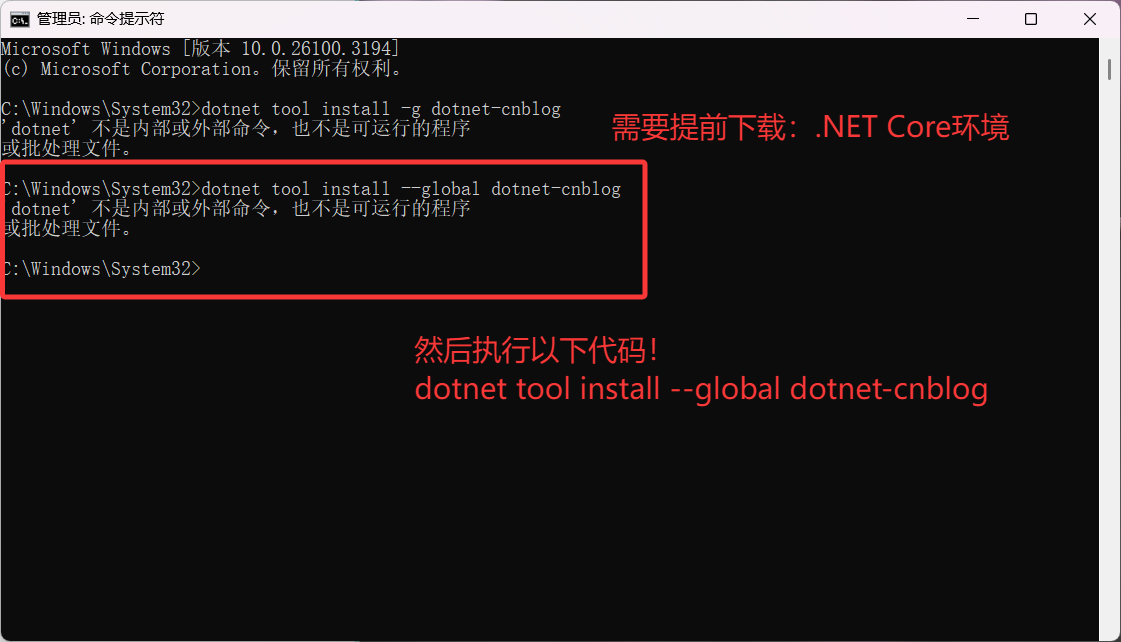 管理员: 命令提示符
Microsoft Windows [版本 10.0.26100.3194]
(c) Microsoft Corporation。保留所有权利。
C:\Windows\System32>dotnet tool install -g dotnet-cnblog
'dotnet' 不是内部或外部命令，也不是可运行的程序
或批处理文件。
需要提前下载：.NET Core环境
C:\Windows\System32>dotnet tool install --global dotnet-cnblog
'dotnet' 不是内部或外部命令，也不是可运行的程序
或批处理文件。
C:\Windows\System32>
然后执行以下代码！
dotnet tool install --global dotnet-cnblog